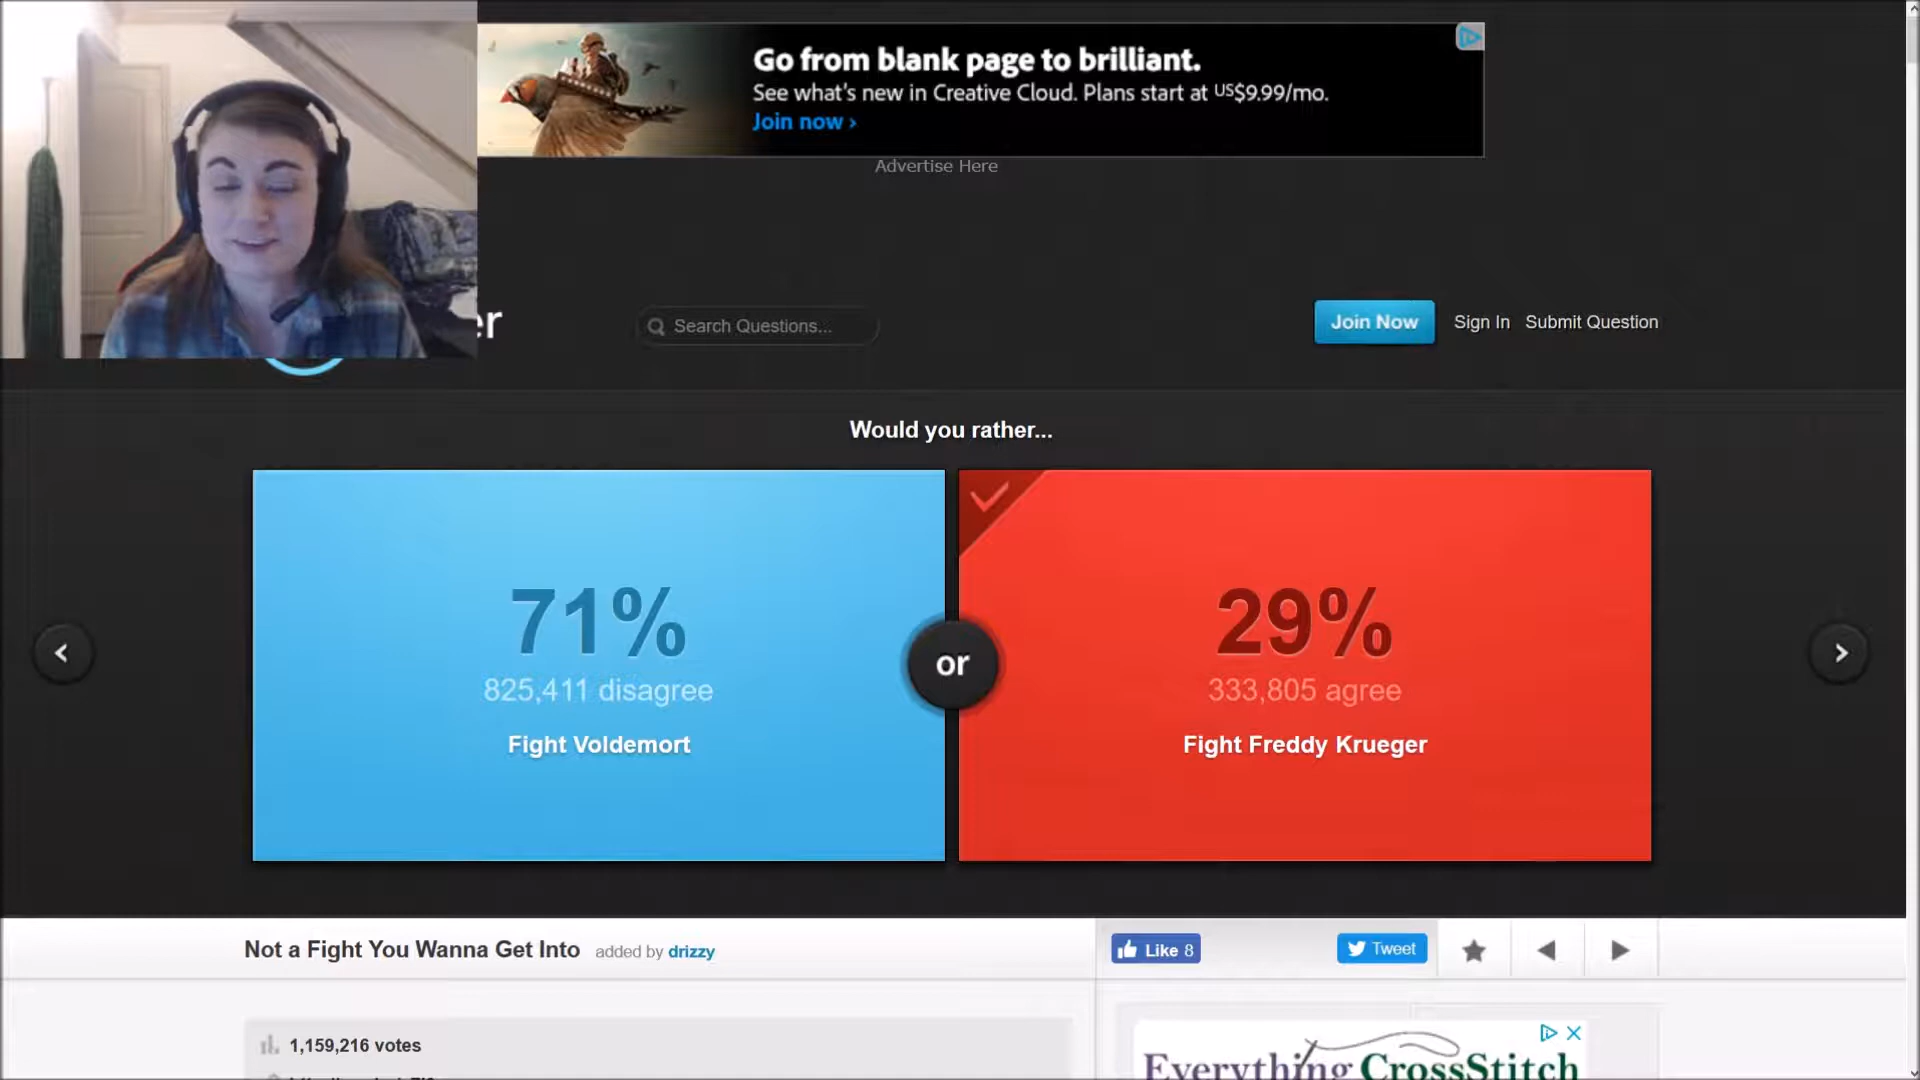 Go from blank page to brilliant.
See what's new in Creative Cloud. Plans start at US$9.99/mo.
Join now ›
Advertise Here
er
Search Questions...
Join Now
Sign In
Submit Question
Would you rather...
71%
825,411 disagree
Fight Voldemort
or
29%
333,805 agree
Fight Freddy Krueger
Not a Fight You Wanna Get Into added by drizzy
Like 8
Tweet
1,159,216 votes
Everything CrossStitch